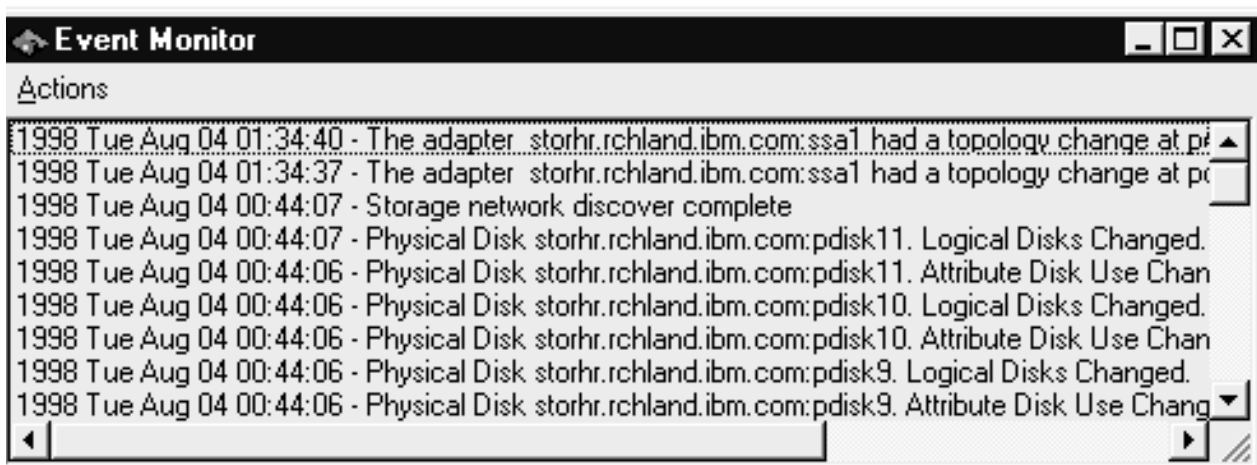 Event Monitor
Actions
1998 Tue Aug 04 01:34:40 - The adapter storhr.rchland.ibm.com:ssa1 had a topology change at
1998 Tue Aug 04 01:34:37 - The adapter storhr.rchland.ibm.com:ssa1 had a topology change at
1998 Tue Aug 04 00:44:07 - Storage network discover complete
1998 Tue Aug 04 00:44:07 - Physical Disk storhr.rchland.ibm.com:pdisk11. Logical Disks Changed.
1998 Tue Aug 04 00:44:06 - Physical Disk storhr.rchland.ibm.com:pdisk11. Attribute Disk Use Chan
1998 Tue Aug 04 00:44:06 - Physical Disk storhr.rchland.ibm.com:pdisk10. Logical Disks Changed.
1998 Tue Aug 04 00:44:06 - Physical Disk storhr.rchland.ibm.com:pdisk10. Attribute Disk Use Chan
1998 Tue Aug 04 00:44:06 - Physical Disk storhr.rchland.ibm.com:pdisk9. Logical Disks Changed.
1998 Tue Aug 04 00:44:06 - Physical Disk storhr.rchland.ibm.com:pdisk9. Attribute Disk Use Chang